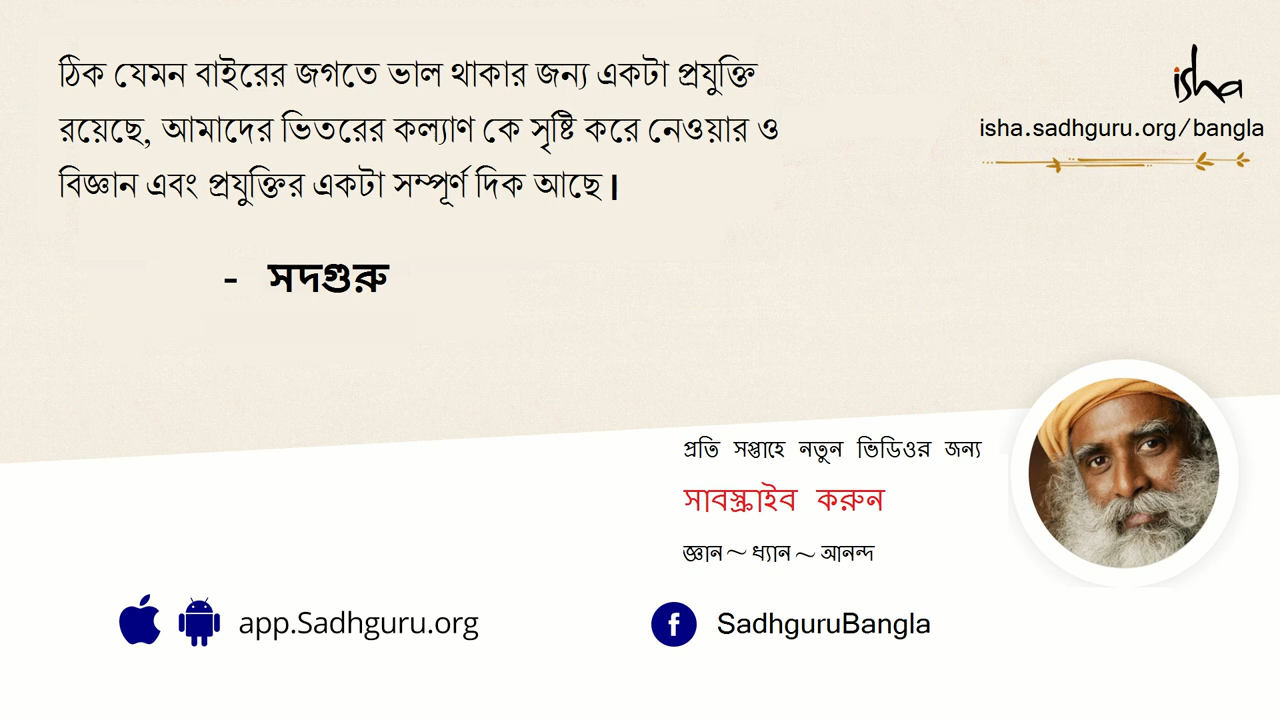 ঠিক যেমন বাইরের জগতে ভাল থাকার জন্য একটা প্রযুক্তি
রয়েছে, আমাদের ভিতরের কল্যাণ কে সৃষ্টি করে নেওয়ার ও
বিজ্ঞান এবং প্রযুক্তির একটা সম্পূর্ণ দিক আছে।
- সদগুরু
isha
isha.sadhguru.org/bangla
প্রতি সপ্তাহে নতুন ভিডিওর জন্য
সাবস্ক্রাইব করুন
জ্ঞান ~ ধ্যান ~ আনন্দ
app.Sadhguru.org
f SadhguruBangla